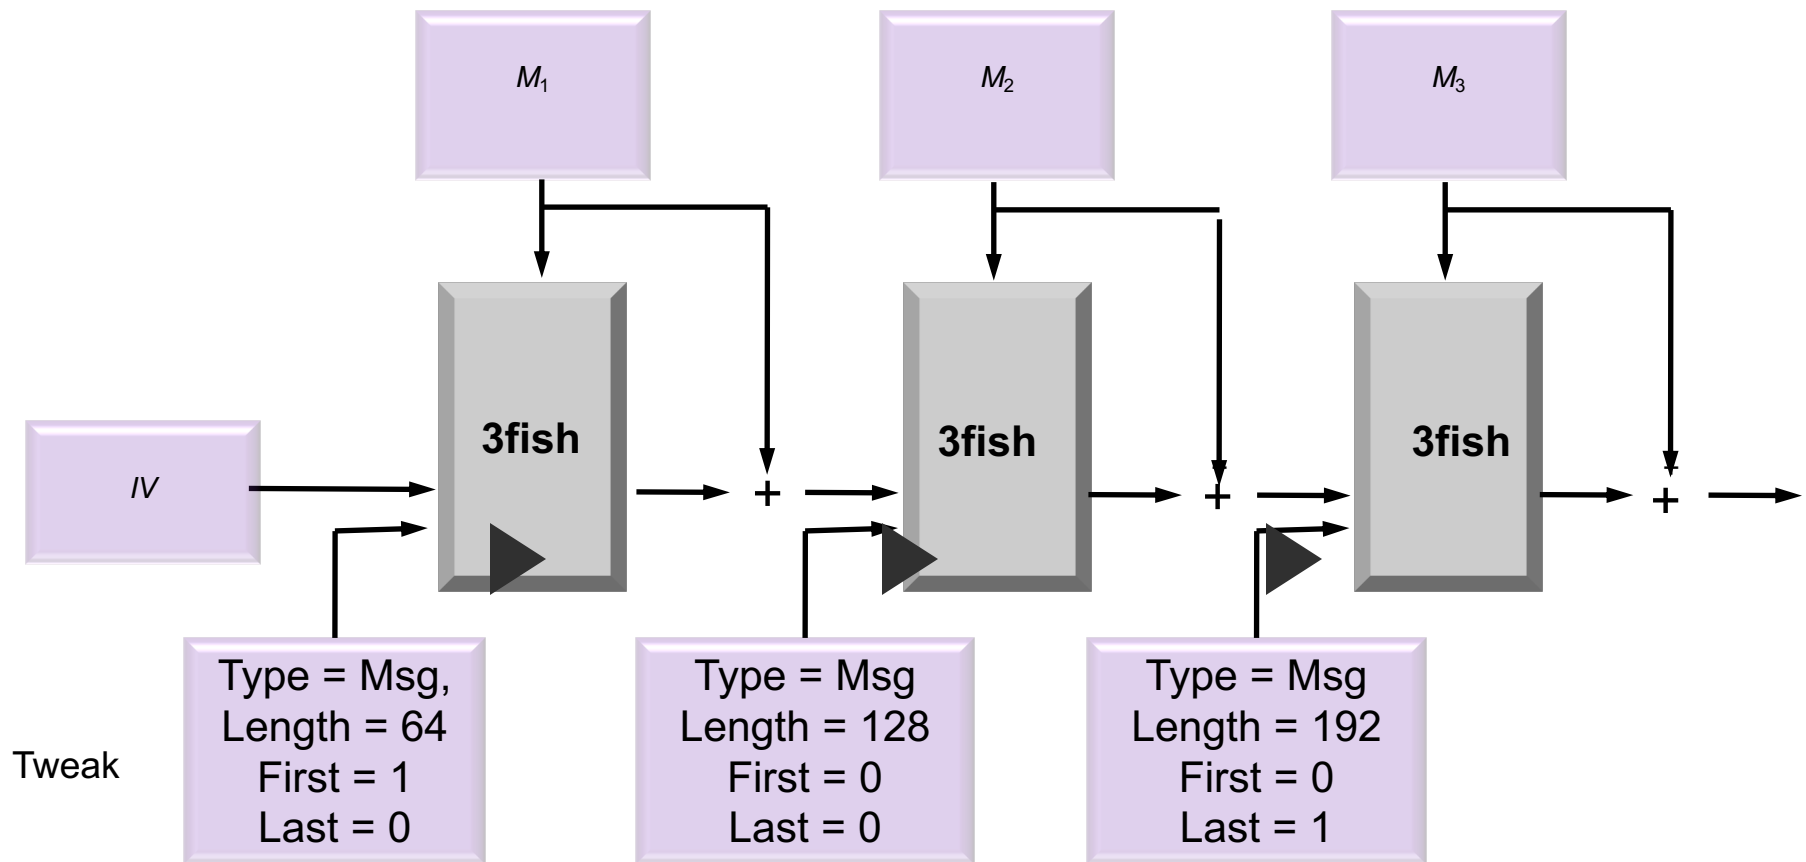 M₁
M₂
M₃
3fish
3fish
3fish
IV
+
+
+
Type = Msg,
Length = 64
First = 1
Last = 0
Type = Msg
Length = 128
First = 0
Last = 0
Type = Msg
Length = 192
First = 0
Last = 1
Tweak